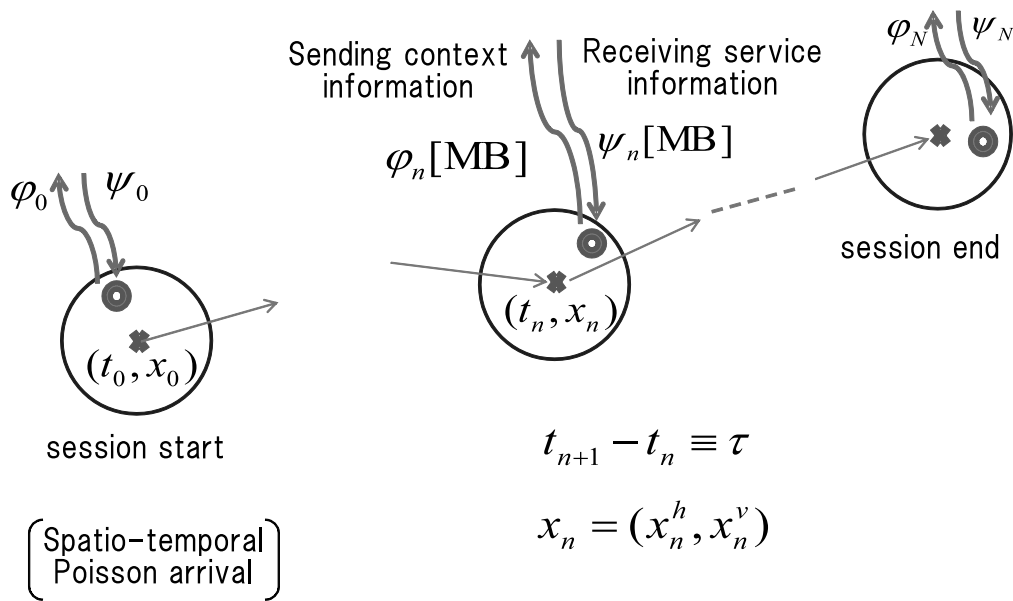 Sending context
information
Receiving service
information
φ_N
ψ_N
φ_n[MB]
ψ_n[MB]
φ_0
ψ_0
session end
(t_n, x_n)
(t_0, x_0)
session start
t_{n+1} − t_n ≡ τ
x_n = (x_n^h, x_n^v)
Spatio-temporal
Poisson arrival